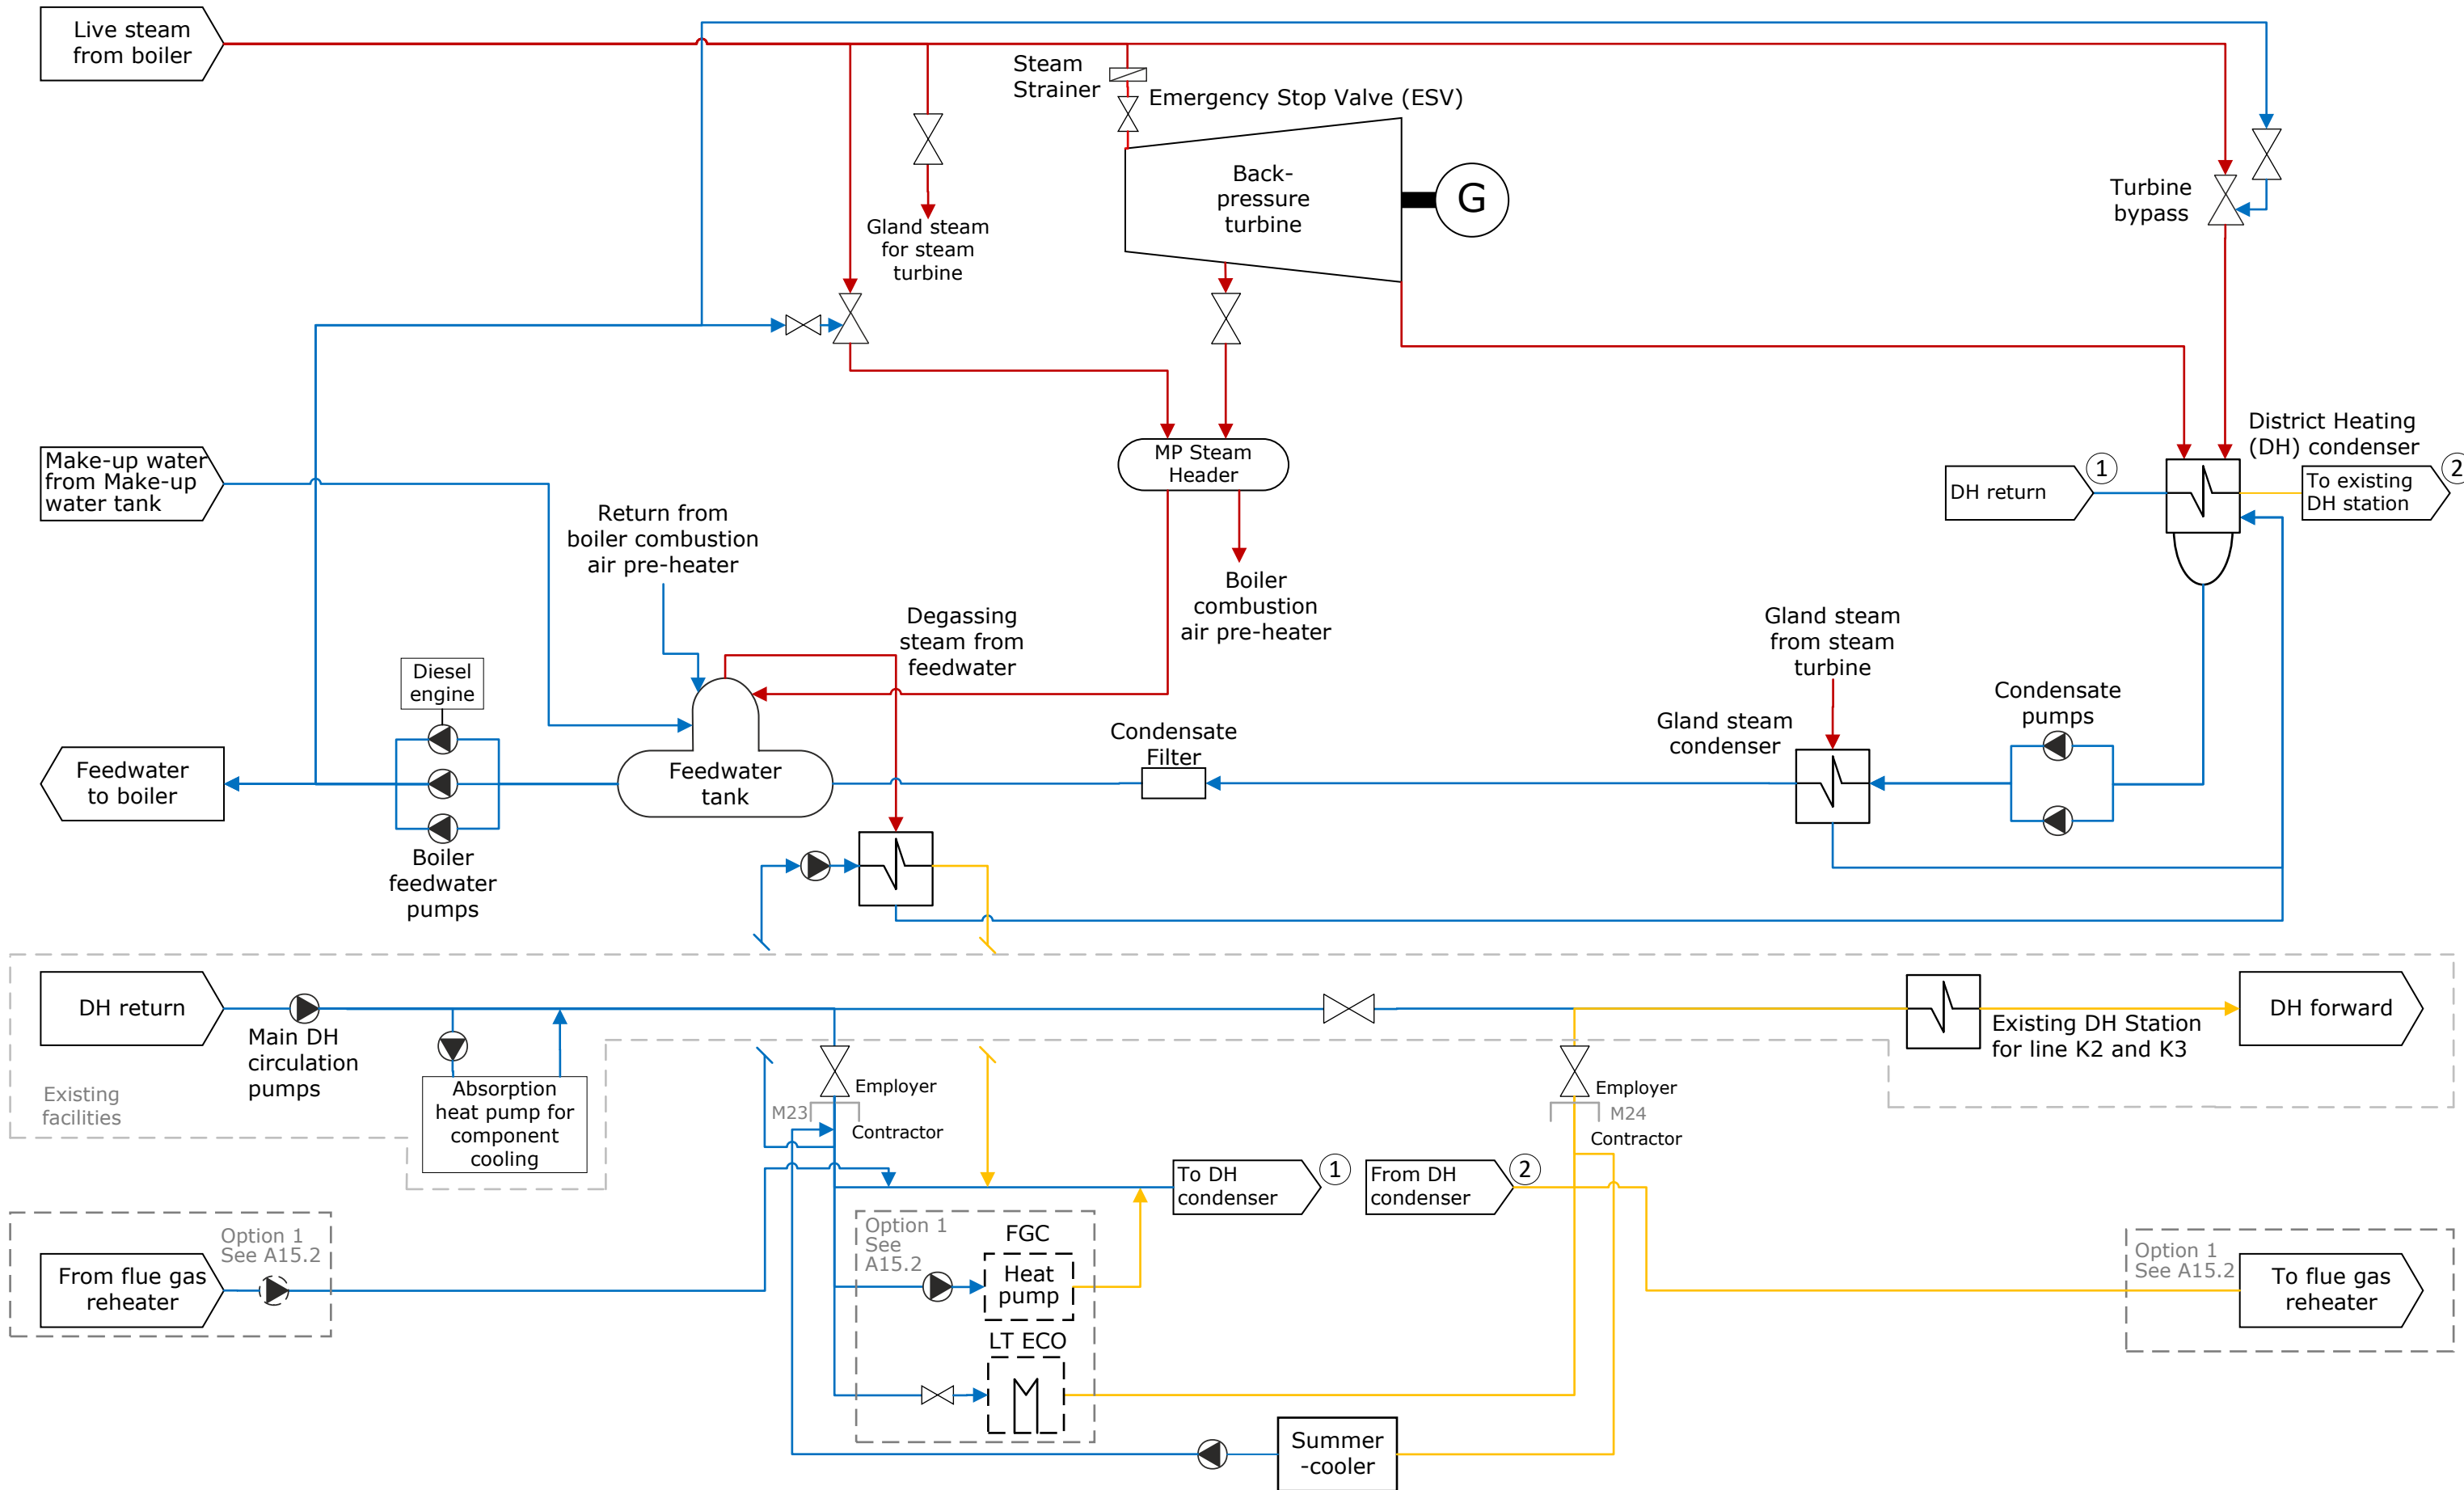 Live steam
from boiler
Steam
Strainer
Emergency Stop Valve (ESV)
Back-
pressure
turbine
G
Turbine
bypass
Gland steam
for steam
turbine
District Heating
(DH) condenser
MP Steam
Header
Make-up water
from Make-up
water tank
DH return
1
To existing
DH station
2
Return from
boiler combustion
air pre-heater
Boiler
combustion
air pre-heater
Degassing
steam from
feedwater
Gland steam
from steam
turbine
Diesel
engine
Condensate
pumps
Gland steam
condenser
Condensate
Filter
Feedwater
to boiler
Feedwater
tank
Boiler
feedwater
pumps
DH return
Main DH
circulation
pumps
DH forward
Existing DH Station
for line K2 and K3
Existing
facilities
Absorption
heat pump for
component
cooling
Employer
M23
Contractor
Employer
M24
Contractor
To DH
condenser
1
From DH
condenser
2
Option 1
See A15.2
From flue gas
reheater
Option 1
See
A15.2
FGC
Heat
pump
LT ECO
Option 1
See A15.2
To flue gas
reheater
Summer
-cooler